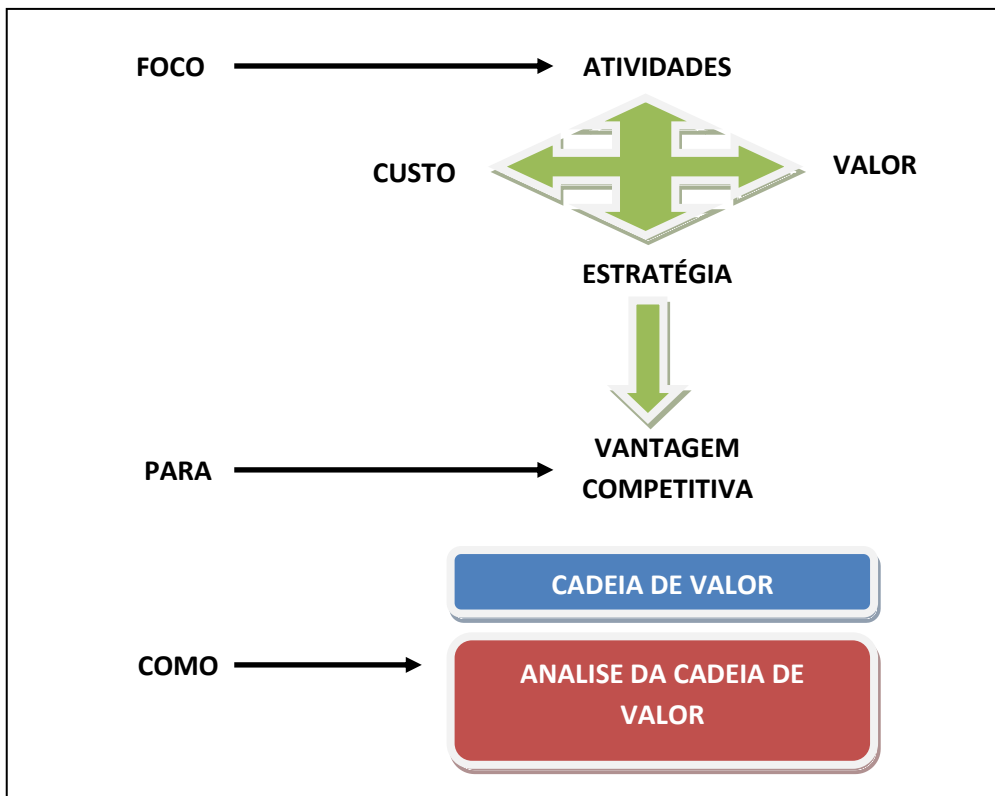 FOCO
ATIVIDADES
CUSTO
VALOR
ESTRATÉGIA
PARA
VANTAGEM
COMPETITIVA
CADEIA DE VALOR
COMO
ANALISE DA CADEIA DE
VALOR